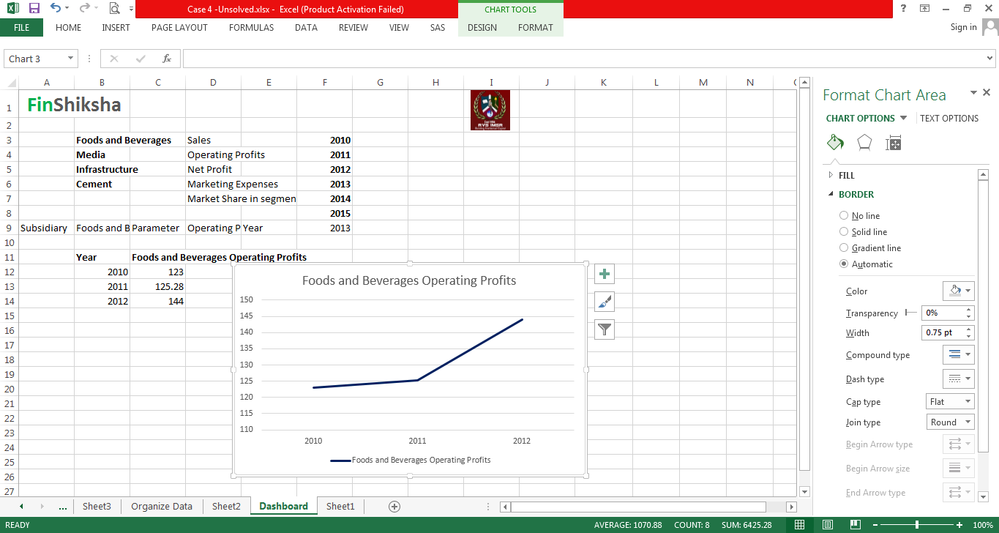 Case 4 -Unsolved.xlsx - Excel (Product Activation Failed)
CHART TOOLS
?
FILE HOME INSERT PAGE LAYOUT FORMULAS DATA REVIEW VIEW SAS DESIGN FORMAT
Sign in
Chart 3
fx
A B C D E F G H I J K L M N
1 FinShiksha
RVS IMSR
2
3 Foods and Beverages Sales 2010
4 Media Operating Profits 2011
5 Infrastructure Net Profit 2012
6 Cement Marketing Expenses 2013
7 Market Share in segmen 2014
8 2015
9 Subsidiary Foods and B Parameter Operating P Year 2013
10
11 Year Foods and Beverages Operating Profits
12 2010 123
13 2011 125.28
14 2012 144
15
16
17
18
19
20
21
22
23
24
25
26
27
Foods and Beverages Operating Profits
150
145
140
135
130
125
120
115
110
2010 2011 2012
Foods and Beverages Operating Profits
Format Chart Area
CHART OPTIONS TEXT OPTIONS
FILL
BORDER
No line
Solid line
Gradient line
Automatic
Color
Transparency 0%
Width 0.75 pt
Compound type
Dash type
Cap type Flat
Join type Round
Begin Arrow type
Begin Arrow size
End Arrow type
... Sheet3 Organize Data Sheet2 Dashboard Sheet1
READY AVERAGE: 1070.88 COUNT: 8 SUM: 6425.28 100%